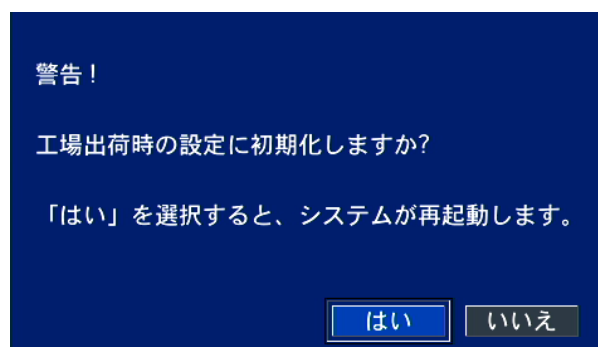 警告！
工場出荷時の設定に初期化しますか?
「はい」を選択すると、システムが再起動します。
はい いいえ